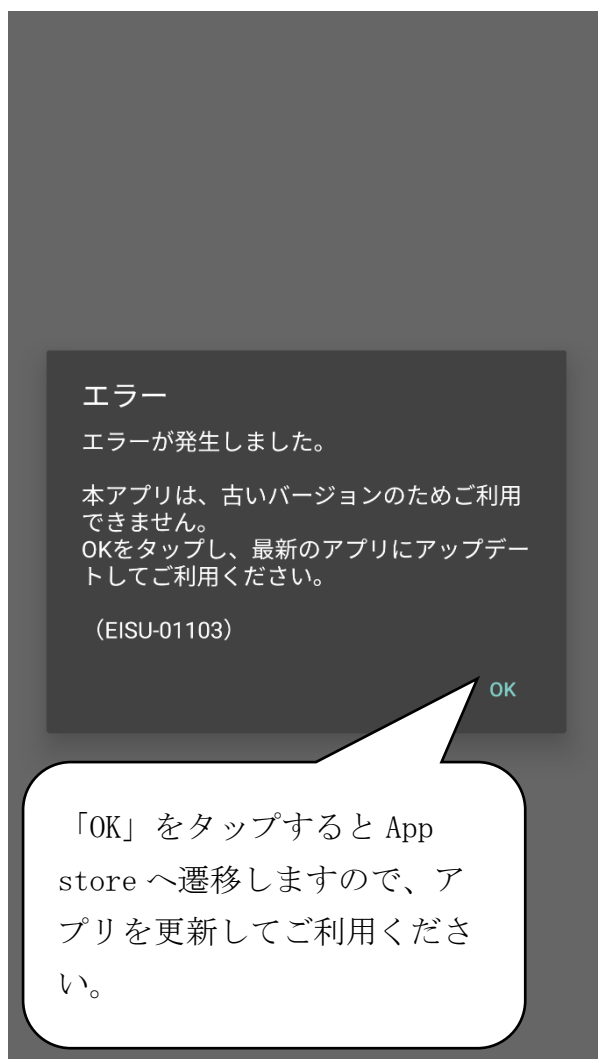 エラー
エラーが発生しました。
本アプリは、古いバージョンのためご利用
できません。
OKをタップし、最新のアプリにアップデー
トしてご利用ください。
（EISU-01103）
OK
「OK」をタップすると App
store へ遷移しますので、ア
プリを更新してご利用くださ
い。